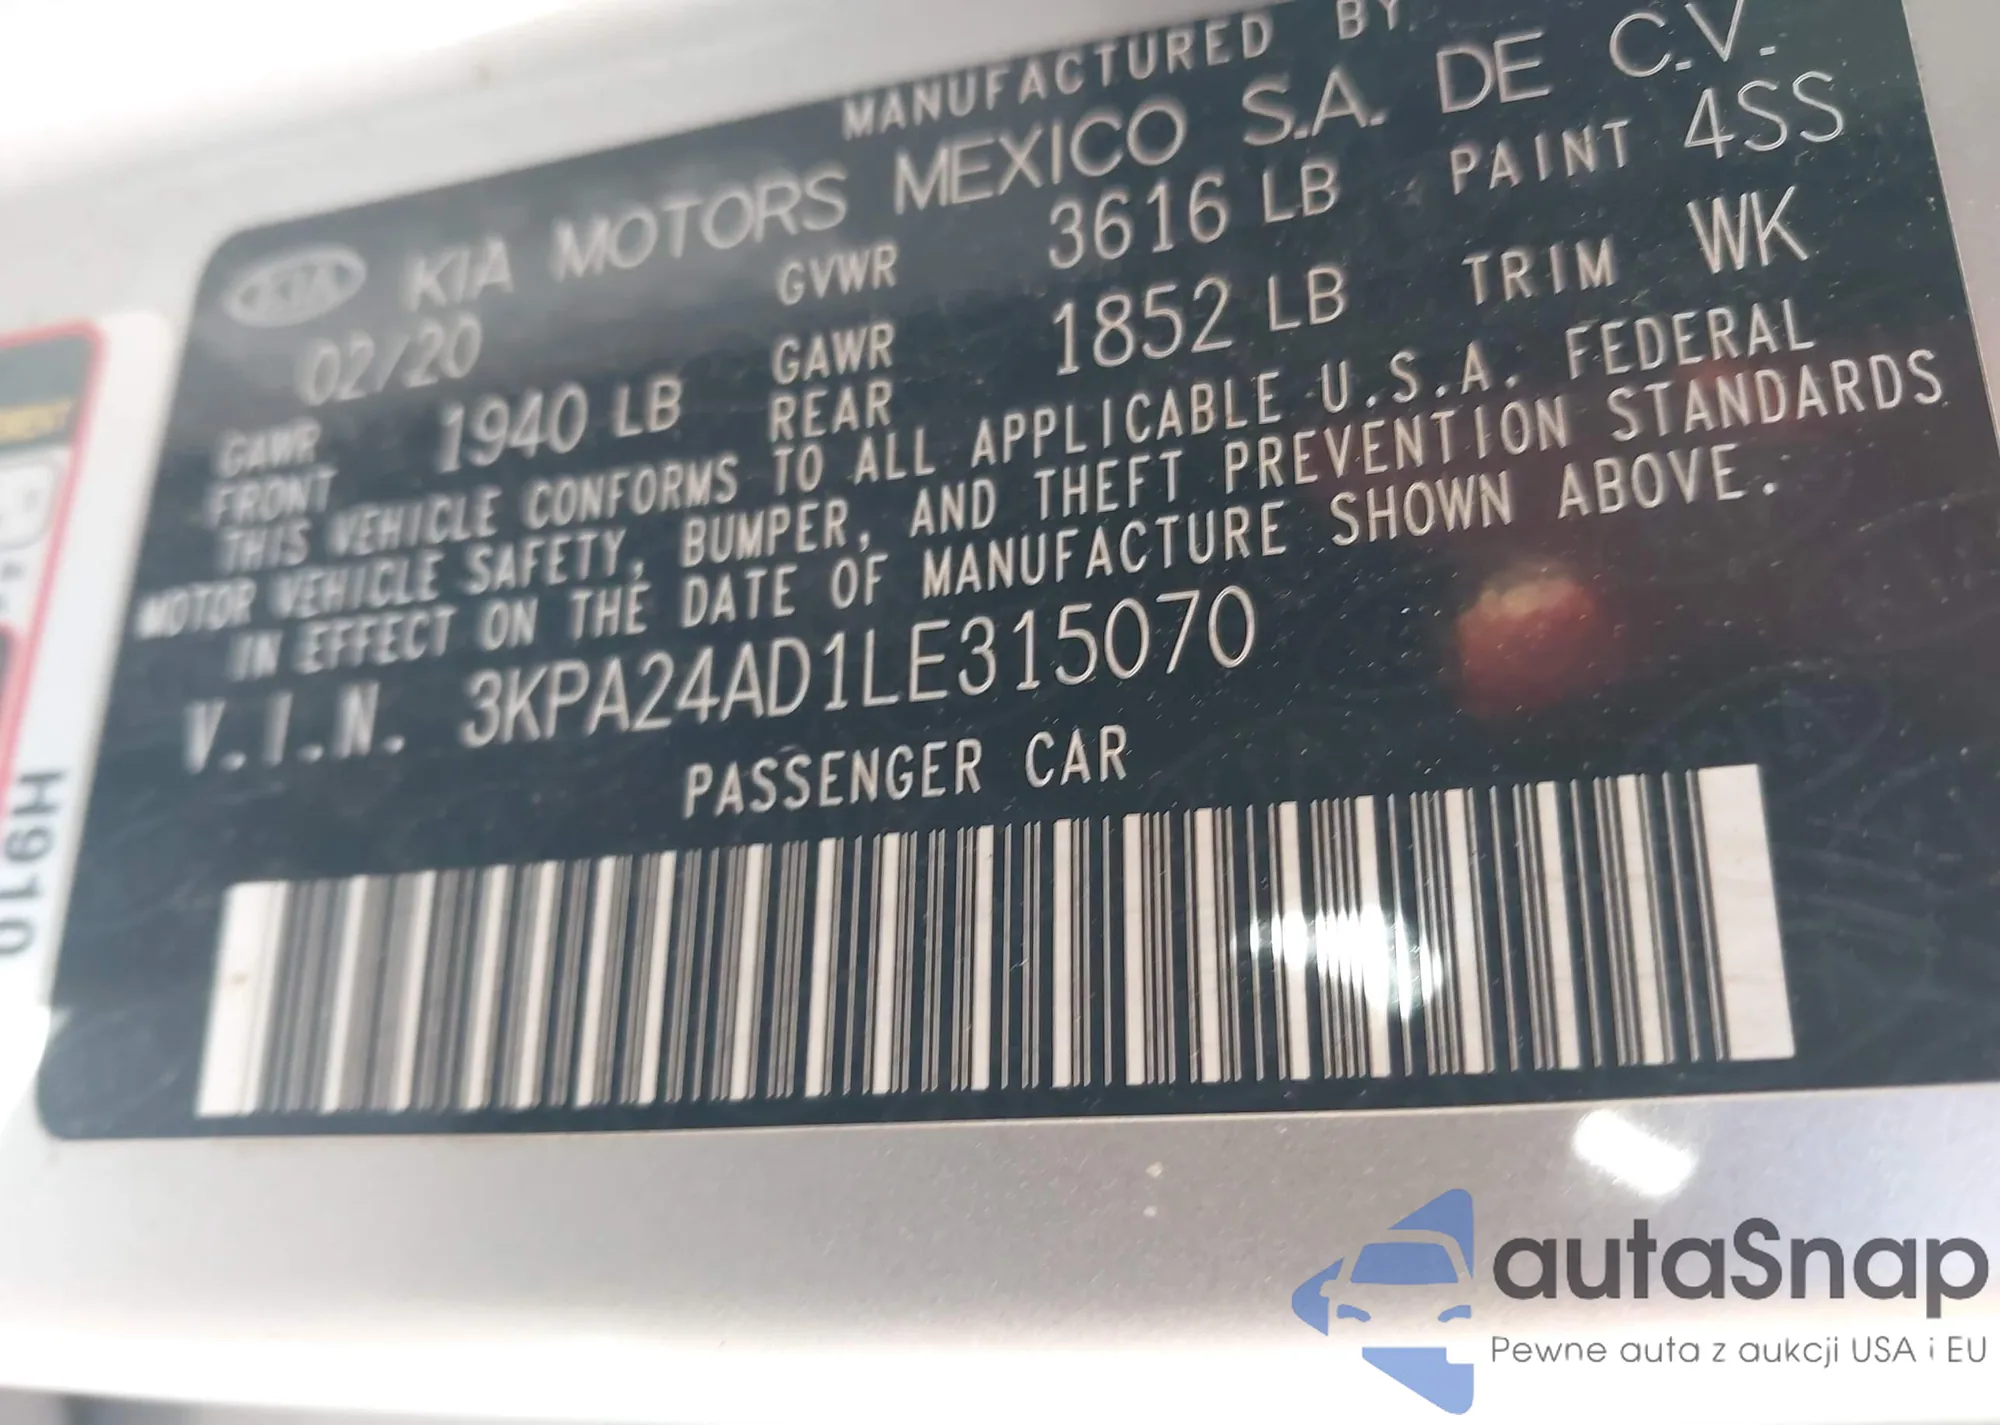 MANUFACTURED BY
KIA KIA MOTORS MEXICO S.A. DE C.V.
02/20 GVWR 3616 LB PAINT 4SS
GAWR FRONT 1940 LB GAWR REAR 1852 LB TRIM WK
THIS VEHICLE CONFORMS TO ALL APPLICABLE U.S.A. FEDERAL
MOTOR VEHICLE SAFETY, BUMPER, AND THEFT PREVENTION STANDARDS
IN EFFECT ON THE DATE OF MANUFACTURE SHOWN ABOVE.
V.I.N. 3KPA24AD1LE315070
PASSENGER CAR
H910
autaSnap
Pewne auta z aukcji USA i EU